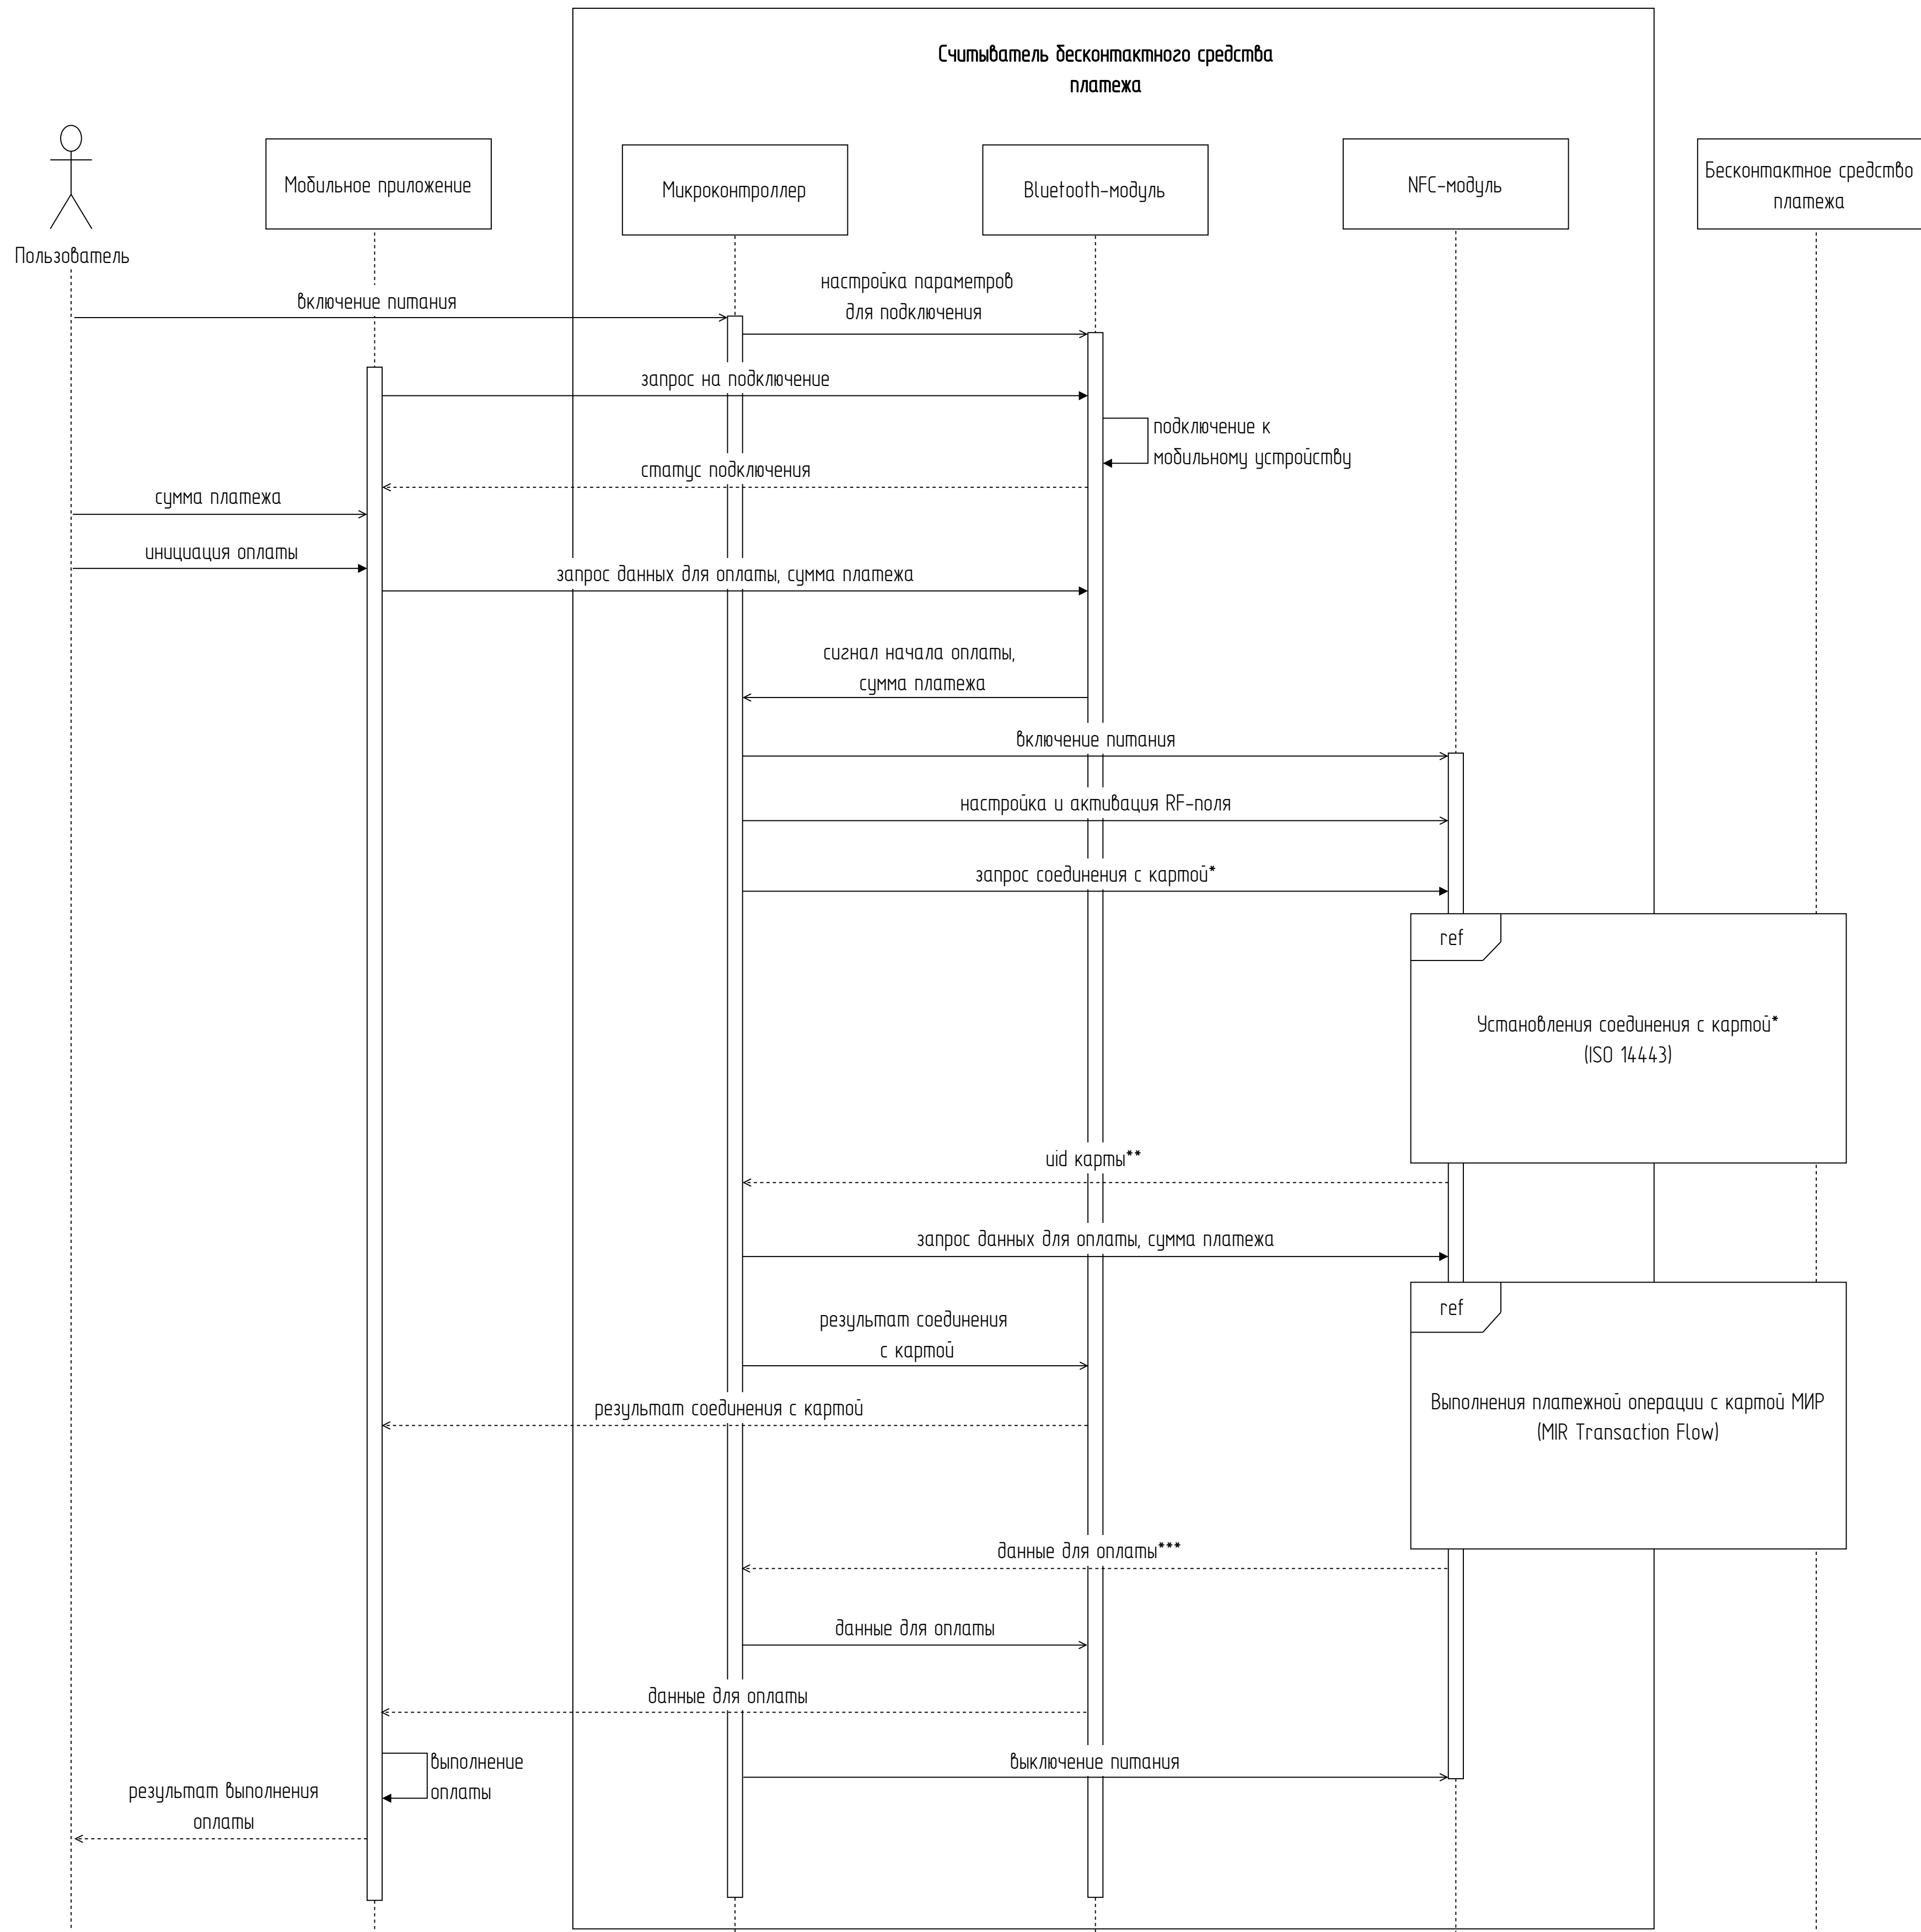 Считыватель бесконтактного средства
платежа
Пользователь
Мобильное приложение
Микроконтроллер
Bluetooth-модуль
NFC-модуль
Бесконтактное средство
платежа
включение питания
настройка параметров
для подключения
запрос на подключение
подключение к
мобильному устройству
статус подключения
сумма платежа
инициация оплаты
запрос данных для оплаты, сумма платежа
сигнал начала оплаты,
сумма платежа
включение питания
настройка и активация RF-поля
запрос соединения с картой*
ref
Установления соединения с картой*
(ISO 14443)
uid карты**
запрос данных для оплаты, сумма платежа
ref
результат соединения
с картой
результат соединения с картой
Выполнения платежной операции с картой МИР
(MIR Transaction Flow)
данные для оплаты***
данные для оплаты
данные для оплаты
выполнение
оплаты
выключение питания
результат выполнения
оплаты